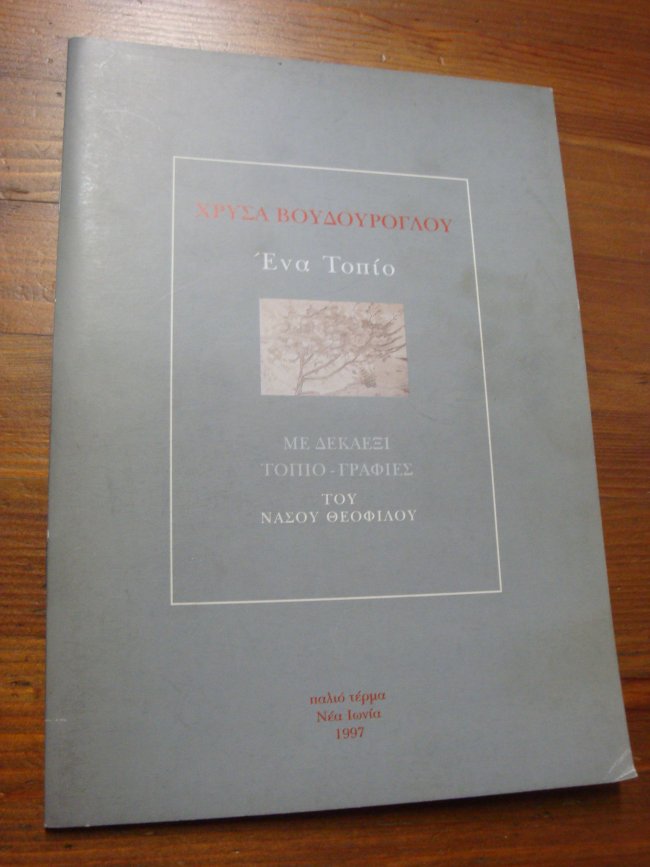 ΧΡΥΣΑ ΒΟΥΔΟΥΡΟΓΛΟΥ
Ένα Τοπίο
ΜΕ ΔΕΚΑΕΞΙ
ΤΟΠΙΟ - ΓΡΑΦΙΕΣ
ΤΟΥ
ΝΑΣΟΥ ΘΕΟΦΙΛΟΥ
παλιό τέρμα
Νέα Ιωνία
1997